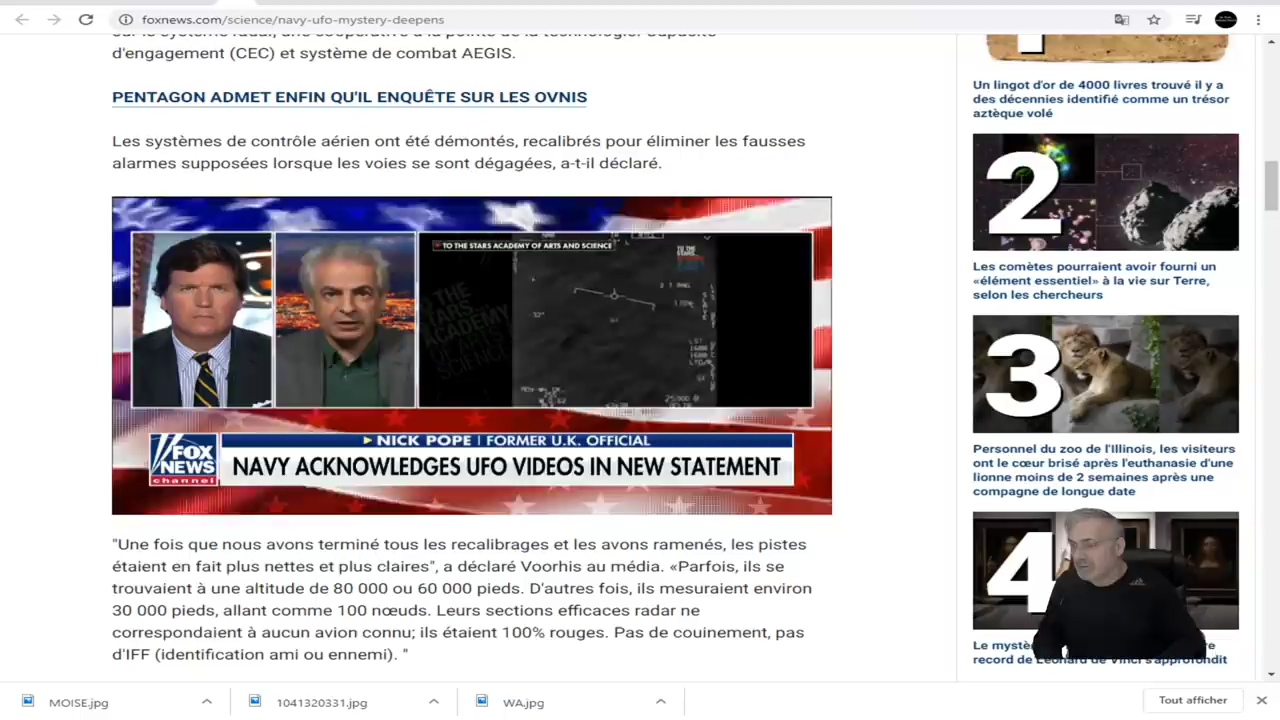 foxnews.com/science/navy-ufo-mystery-deepens
d'engagement (CEC) et système de combat AEGIS.
PENTAGON ADMET ENFIN QU'IL ENQUÊTE SUR LES OVNIS
Les systèmes de contrôle aérien ont été démontés, recalibrés pour éliminer les fausses
alarmes supposées lorsque les voies se sont dégagées, a-t-il déclaré.
TO THE STARS ACADEMY OF ARTS AND SCIENCE
NICK POPE | FORMER U.K. OFFICIAL
FOX
NEWS
channel
NAVY ACKNOWLEDGES UFO VIDEOS IN NEW STATEMENT
"Une fois que nous avons terminé tous les recalibrages et les avons ramenés, les pistes
étaient en fait plus nettes et plus claires", a déclaré Voorhis au média. «Parfois, ils se
trouvaient à une altitude de 80 000 ou 60 000 pieds. D'autres fois, ils mesuraient environ
30 000 pieds, allant comme 100 nœuds. Leurs sections efficaces radar ne
correspondaient à aucun avion connu; ils étaient 100% rouges. Pas de couinement, pas
d'IFF (identification ami ou ennemi). "
Un lingot d'or de 4000 livres trouvé il y a
des décennies identifié comme un trésor
aztèque volé
2
Les comètes pourraient avoir fourni un
«élément essentiel» à la vie sur Terre,
selon les chercheurs
3
Personnel du zoo de l'Illinois, les visiteurs
ont le cœur brisé après l'euthanasie d'une
lionne moins de 2 semaines après une
compagne de longue date
4
Le
record de Léonard de Vinci s'approfondit
MOISE.jpg
1041320331.jpg
WA.jpg
Tout afficher